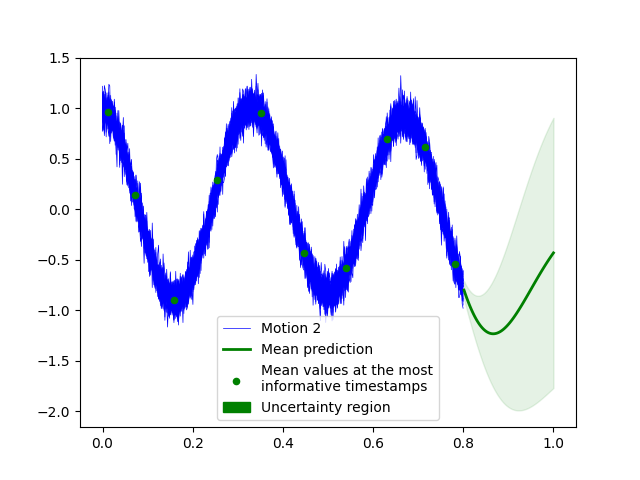 1.5
1.0
0.5
0.0
−0.5
−1.0
−1.5
−2.0
Motion 2
Mean prediction
Mean values at the most
informative timestamps
Uncertainty region
0.0 0.2 0.4 0.6 0.8 1.0